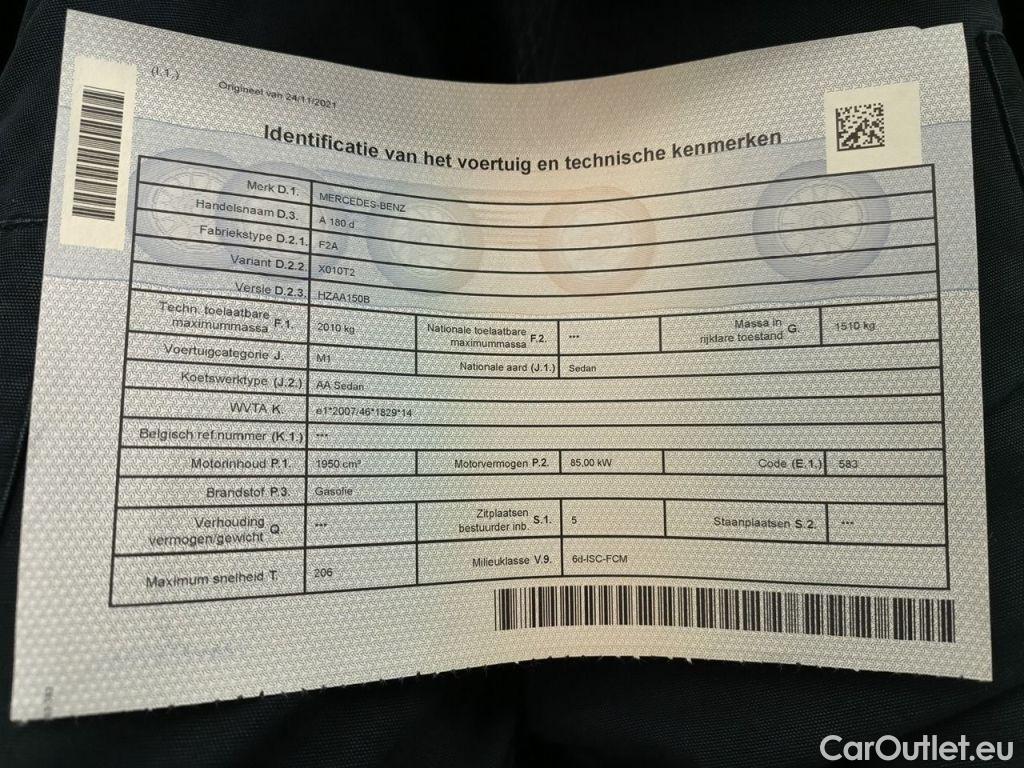 (I.1.)
Origineel van 24/11/2021
Identificatie van het voertuig en technische kenmerken
Merk D.1. MERCEDES-BENZ
Handelsnaam D.3. A 180 d
Fabriekstype D.2.1. F2A
Variant D.2.2. X010T2
Versie D.2.3. HZAA150B
Techn. toelaatbare maximummassa F.1. 2010 kg Nationale toelaatbare maximummassa F.2. --- Massa in rijklare toestand G. 1510 kg
Voertuigcategorie J. M1 Nationale aard (J.1.) Sedan
Koetswerktype (J.2.) AA Sedan
WVTA K. e1*2007/46*1829*14
Belgisch ref.nummer (K.1.) ---
Motorinhoud P.1. 1950 cm³ Motorvermogen P.2. 85.00 kW Code (E.1.) 583
Brandstof P.3. Gasolie
Verhouding vermogen/gewicht Q. --- Zitplaatsen bestuurder inb. S.1. 5 Staanplaatsen S.2. ---
Maximum snelheid T. 206 Milieuklasse V.9. 6d-ISC-FCM
CarOutlet.eu